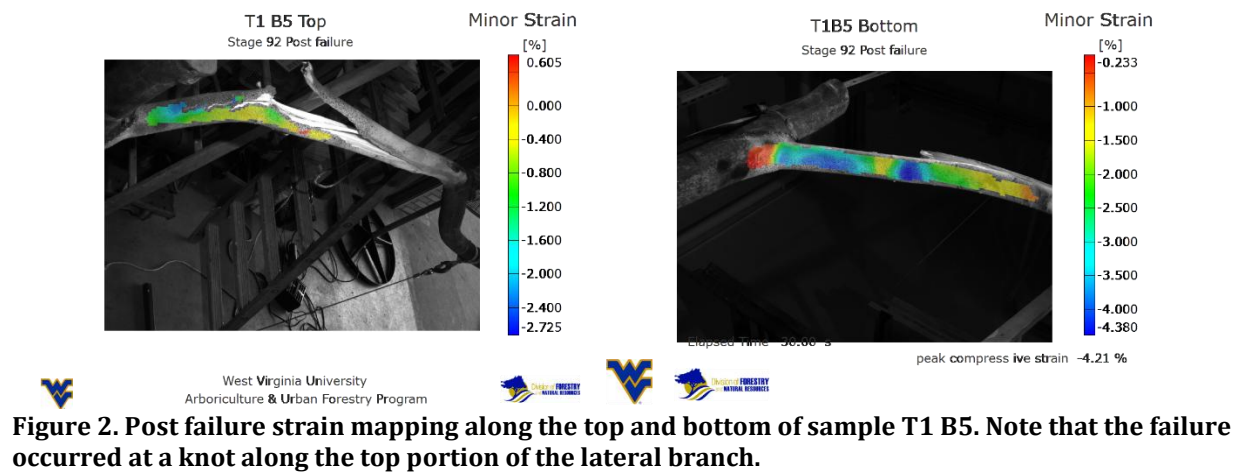 T1 B5 Top
Stage 92 Post failure
Minor Strain
[%]
0.605
0.000
-0.400
-0.800
-1.200
-1.600
-2.000
-2.400
-2.725
West Virginia University
Arboriculture & Urban Forestry Program
Division of FORESTRY
NATURAL RESOURCES
T1B5 Bottom
Stage 92 Post failure
Minor Strain
[%]
-0.233
-1.000
-1.500
-2.000
-2.500
-3.000
-3.500
-4.000
-4.380
Elapsed Time
peak compress ive strain -4.21 %
Division of FORESTRY
NATURAL RESOURCES
Figure 2. Post failure strain mapping along the top and bottom of sample T1 B5. Note that the failure
occurred at a knot along the top portion of the lateral branch.